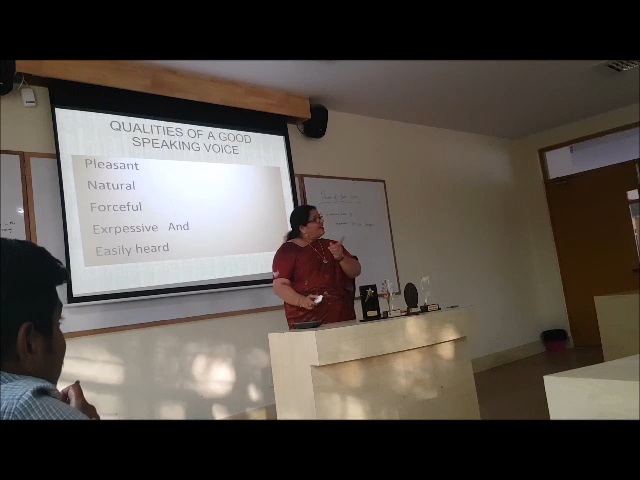 QUALITIES OF A GOOD
SPEAKING VOICE
Pleasant
Natural
Forceful
Exrpessive And
Easily heard